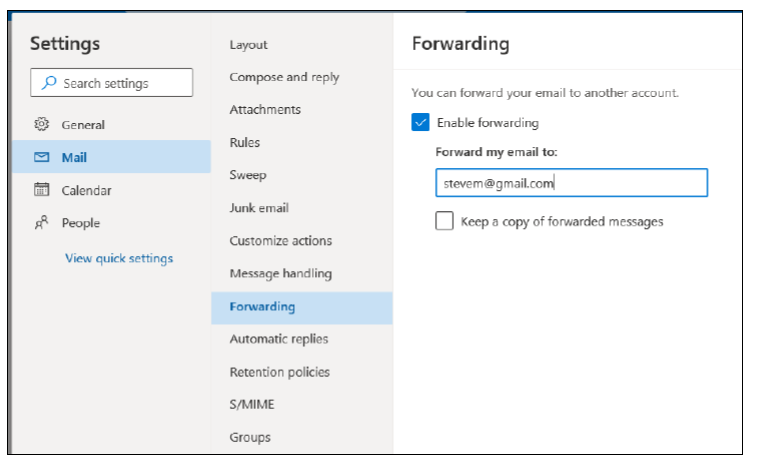 Settings
Search settings
General
Mail
Calendar
People
View quick settings
Layout
Compose and reply
Attachments
Rules
Sweep
Junk email
Customize actions
Message handling
Forwarding
Automatic replies
Retention policies
S/MIME
Groups
Forwarding
You can forward your email to another account.
Enable forwarding
Forward my email to:
stevem@gmail.com
Keep a copy of forwarded messages